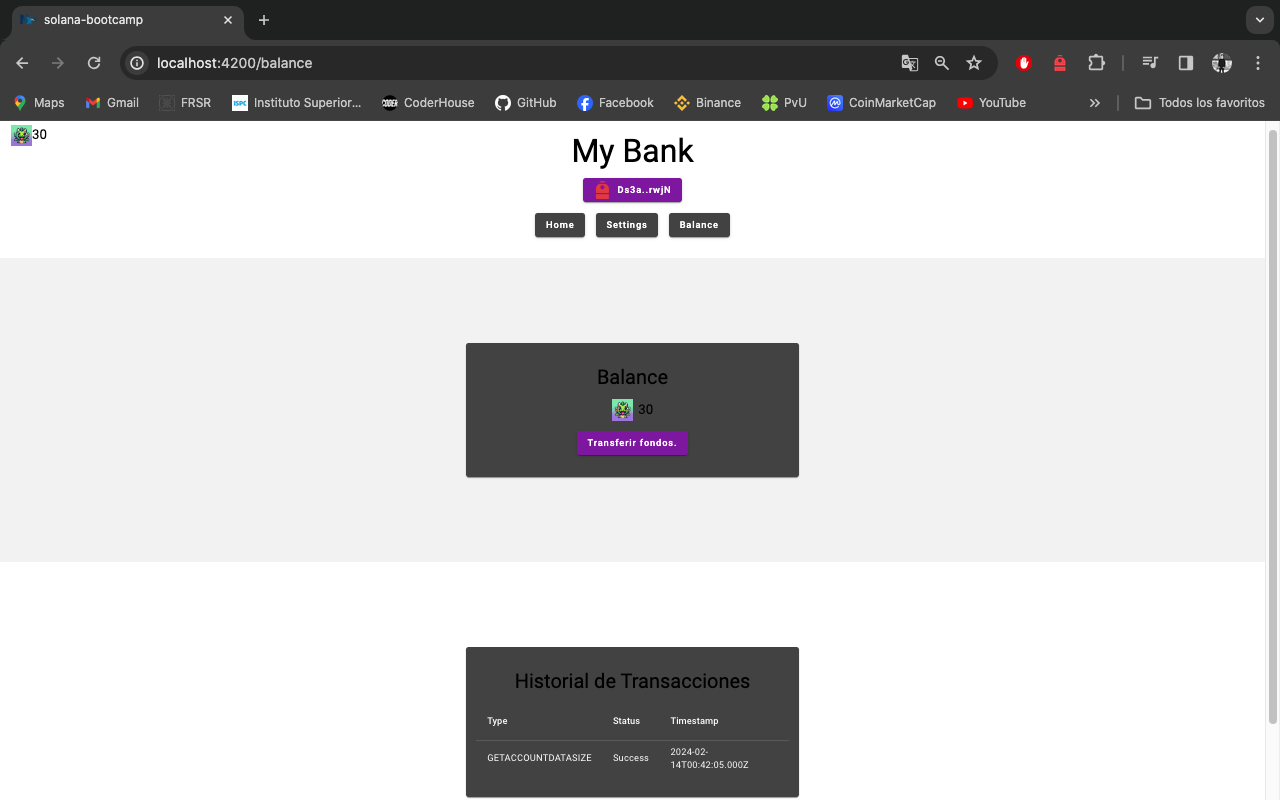 solana-bootcamp
localhost:4200/balance
Maps Gmail FRSR Instituto Superior... CoderHouse GitHub Facebook Binance PvU CoinMarketCap YouTube » Todos los favoritos
30
My Bank
Ds3a..rwjN
Home Settings Balance
Balance
30
Transferir fondos.
Historial de Transacciones
Type Status Timestamp
GETACCOUNTDATASIZE Success 2024-02-
14T00:42:05.000Z